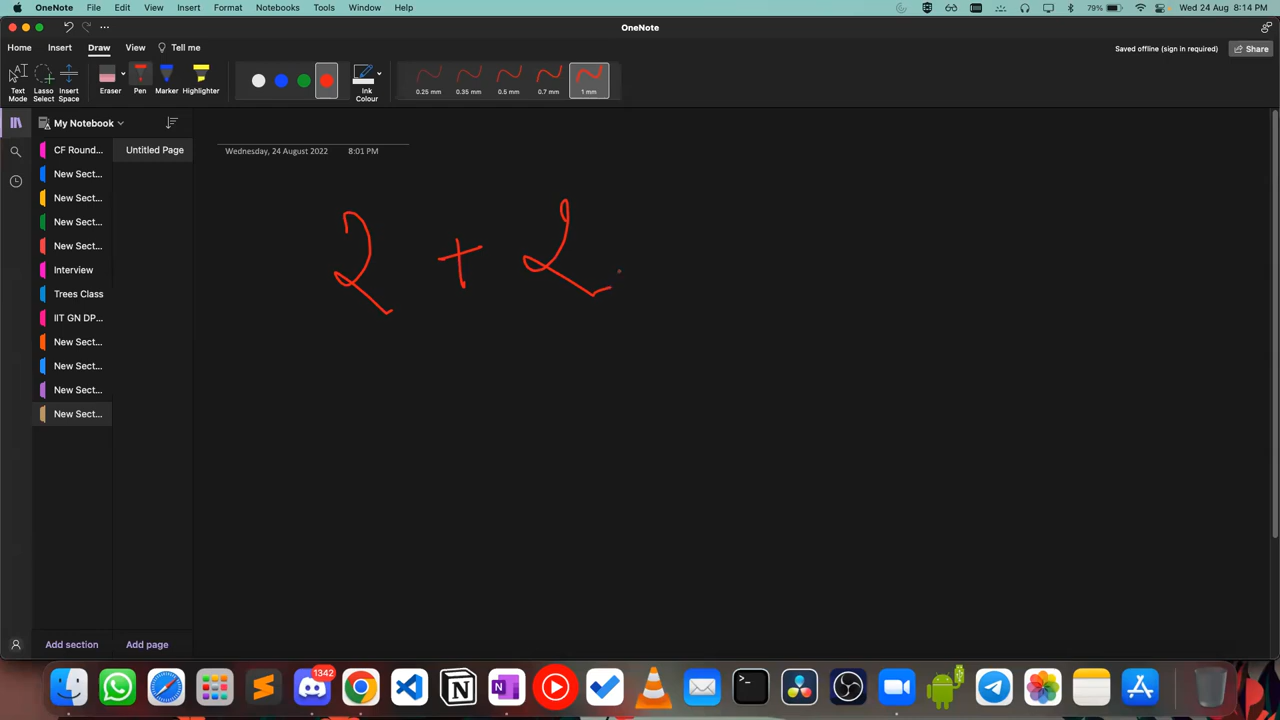 OneNote File Edit View Insert Format Notebooks Tools Window Help 79% Wed 24 Aug 8:14 PM
OneNote
Home Insert Draw View Tell me Saved offline (sign in required) Share
Text Mode Lasso Select Insert Space Eraser Pen Marker Highlighter Ink Colour 0.25 mm 0.35 mm 0.5 mm 0.7 mm 1 mm
My Notebook
CF Round... Untitled Page
Wednesday, 24 August 2022 8:01 PM
New Sect...
New Sect...
New Sect...
New Sect...
Interview
Trees Class
IIT GN DP...
New Sect...
New Sect...
New Sect...
New Sect...
2 + 2
Add section Add page
1342